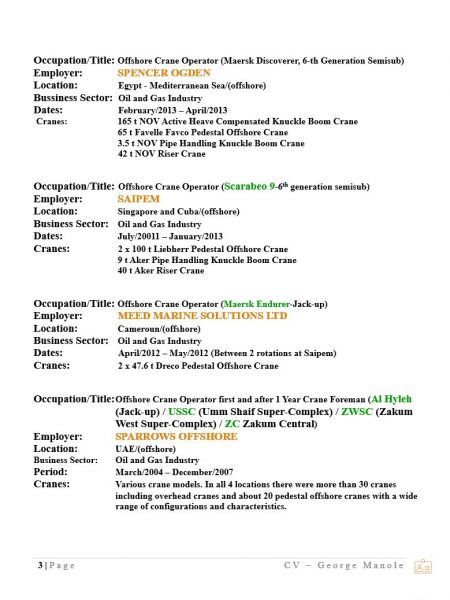 Occupation/Title: Offshore Crane Operator (Maersk Discoverer, 6-th Generation Semisub)
Employer: SPENCER OGDEN
Location: Egypt - Mediterranean Sea/(offshore)
Bussiness Sector: Oil and Gas Industry
Dates: February/2013 – April/2013
Cranes: 165 t NOV Active Heave Compensated Knuckle Boom Crane
65 t Favelle Favco Pedestal Offshore Crane
3.5 t NOV Pipe Handling Knuckle Boom Crane
42 t NOV Riser Crane
Occupation/Title: Offshore Crane Operator (Scarabeo 9-6th generation semisub)
Employer: SAIPEM
Location: Singapore and Cuba/(offshore)
Business Sector: Oil and Gas Industry
Dates: July/20011 – January/2013
Cranes: 2 x 100 t Liebherr Pedestal Offshore Crane
9 t Aker Pipe Handling Knuckle Boom Crane
40 t Aker Riser Crane
Occupation/Title: Offshore Crane Operator (Maersk Endurer-Jack-up)
Employer: MEED MARINE SOLUTIONS LTD
Location: Cameroun/(offshore)
Business Sector: Oil and Gas Industry
Dates: April/2012 – May/2012 (Between 2 rotations at Saipem)
Cranes: 2 x 47.6 t Dreco Pedestal Offshore Crane
Occupation/Title: Offshore Crane Operator first and after 1 Year Crane Foreman (Al Hyleh
(Jack-up) / USSC (Umm Shaif Super-Complex) / ZWSC (Zakum
West Super-Complex) / ZC Zakum Central)
Employer: SPARROWS OFFSHORE
Location: UAE/(offshore)
Business Sector: Oil and Gas Industry
Period: March/2004 – December/2007
Cranes: Various crane models. In all 4 locations there were more than 30 cranes
including overhead cranes and about 20 pedestal offshore cranes with a wide
range of configurations and characteristics.
3 | Page CV – George Manole